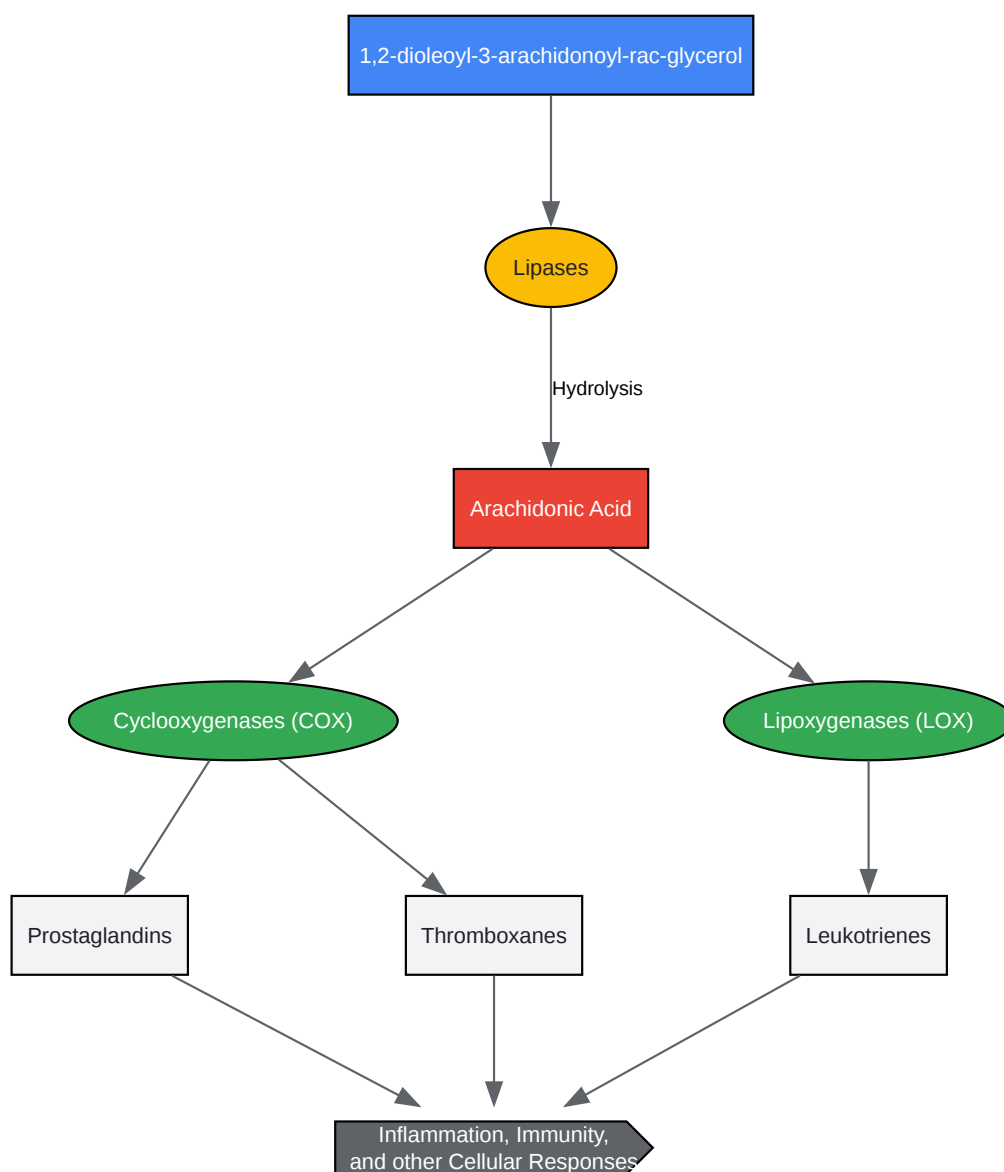 1,2-dioleoyl-3-arachidonoyl-rac-glycerol
Lipases
Hydrolysis
Arachidonic Acid
Cyclooxygenases (COX)
Lipoxygenases (LOX)
Prostaglandins
Thromboxanes
Leukotrienes
Inflammation, Immunity,
and other Cellular Responses